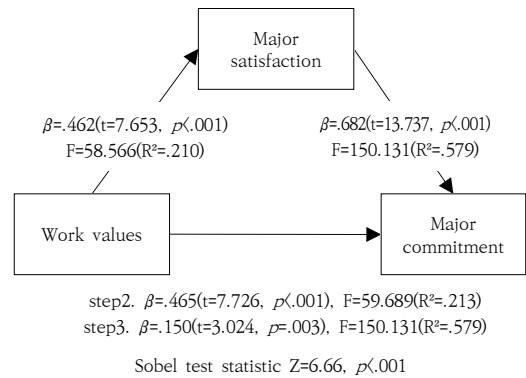 Major
satisfaction
β=.462(t=7.653, p<.001)
F=58.566(R²=.210)
β=.682(t=13.737, p<.001)
F=150.131(R²=.579)
Work values
Major
commitment
step2. β=.465(t=7.726, p<.001), F=59.689(R²=.213)
step3. β=.150(t=3.024, p=.003), F=150.131(R²=.579)
Sobel test statistic Z=6.66, p<.001